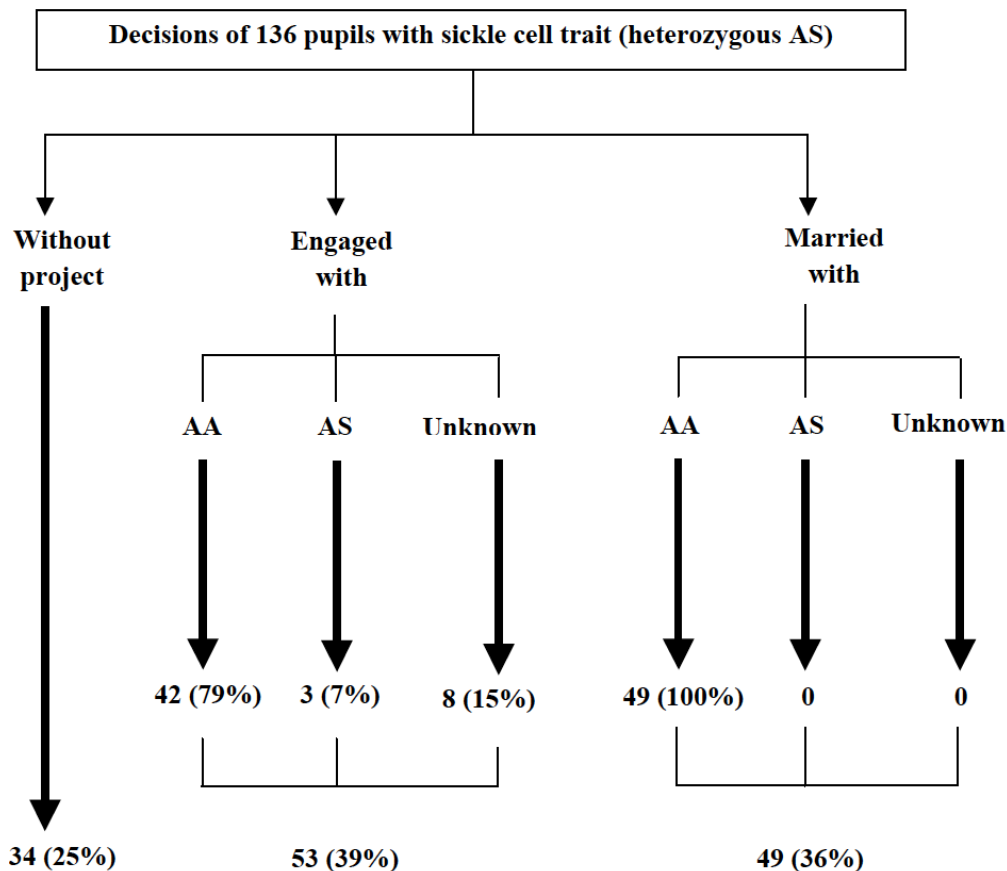 Decisions of 136 pupils with sickle cell trait (heterozygous AS)
Without
project
Engaged
with
Married
with
AA
AS
Unknown
AA
AS
Unknown
42 (79%)
3 (7%)
8 (15%)
49 (100%)
0
0
34 (25%)
53 (39%)
49 (36%)